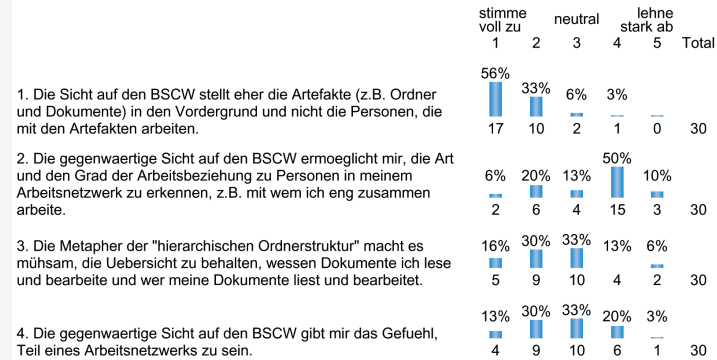 stimme voll zu neutral lehne stark ab
1 2 3 4 5 Total
56% 33% 6% 3%
1. Die Sicht auf den BSCW stellt eher die Artefakte (z.B. Ordner
und Dokumente) in den Vordergrund und nicht die Personen, die
mit den Artefakten arbeiten.
17 10 2 1 0 30
2. Die gegenwaertige Sicht auf den BSCW ermoeglicht mir, die Art
und den Grad der Arbeitsbeziehung zu Personen in meinem
Arbeitsnetzwerk zu erkennen, z.B. mit wem ich eng zusammen
arbeite.
6% 20% 13% 50% 10%
2 6 4 15 3 30
3. Die Metapher der "hierarchischen Ordnerstruktur" macht es
mühsam, die Uebersicht zu behalten, wessen Dokumente ich lese
und bearbeite und wer meine Dokumente liest und bearbeitet.
16% 30% 33% 13% 6%
5 9 10 4 2 30
4. Die gegenwaertige Sicht auf den BSCW gibt mir das Gefuehl,
Teil eines Arbeitsnetzwerks zu sein.
13% 30% 33% 20% 3%
4 9 10 6 1 30